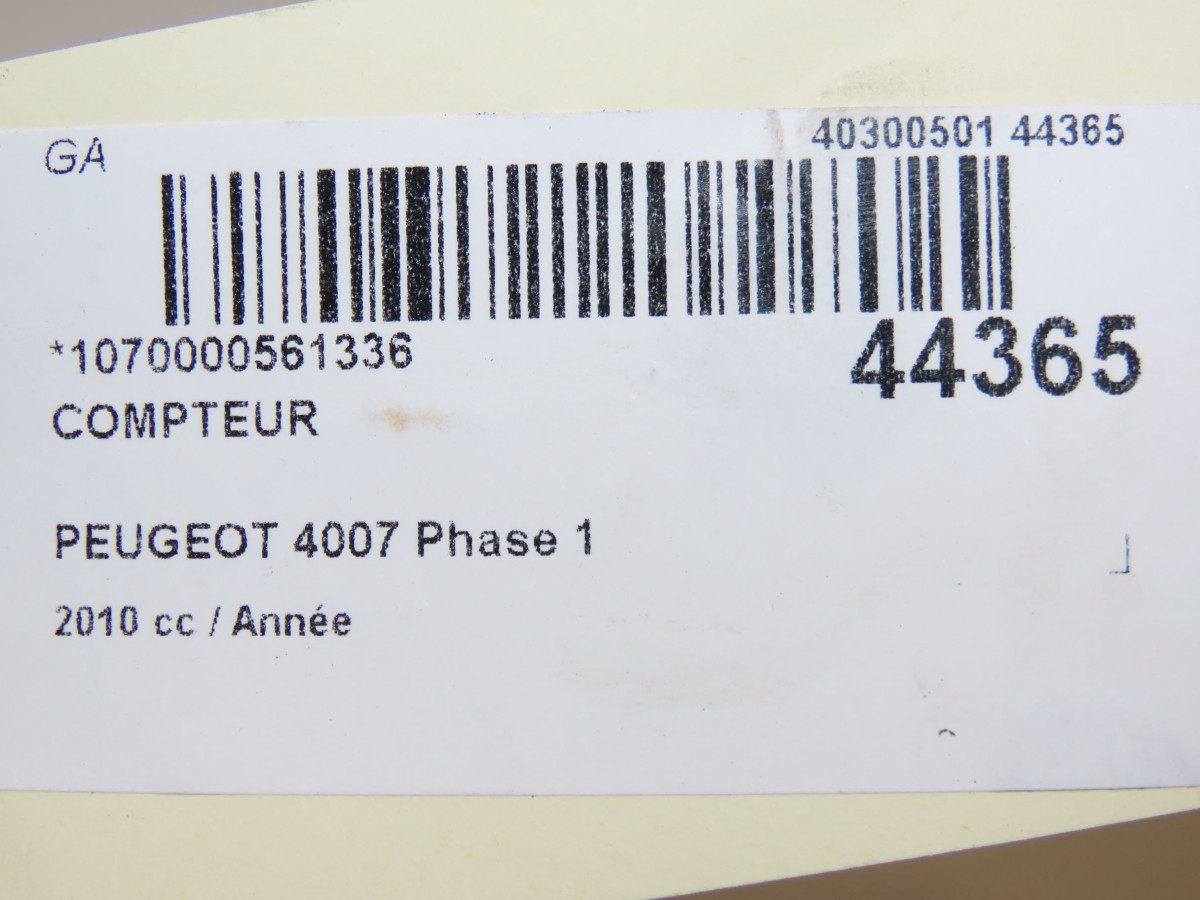 GA
40300501 44365
*1070000561336
44365
COMPTEUR
PEUGEOT 4007 Phase 1
2010 cc / Année